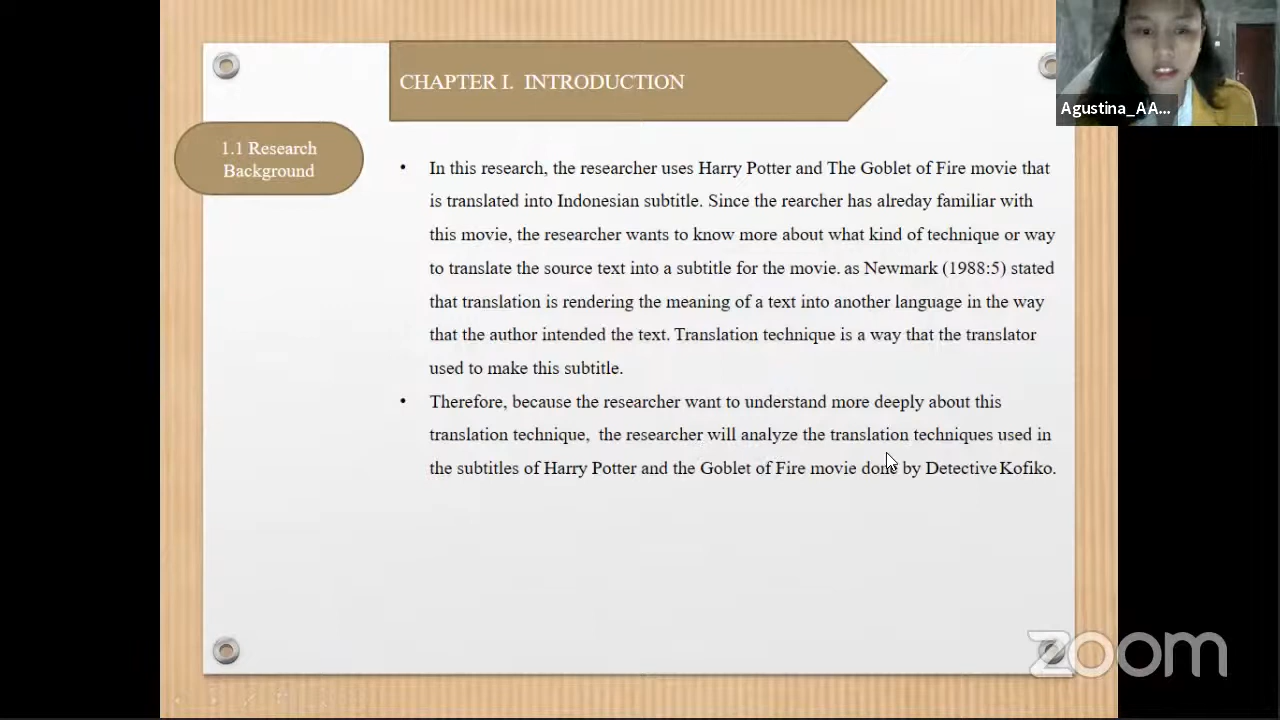 CHAPTER I. INTRODUCTION
Agustina_AA...
1.1 Research
Background
• In this research, the researcher uses Harry Potter and The Goblet of Fire movie that
is translated into Indonesian subtitle. Since the rearcher has alreday familiar with
this movie, the researcher wants to know more about what kind of technique or way
to translate the source text into a subtitle for the movie. as Newmark (1988:5) stated
that translation is rendering the meaning of a text into another language in the way
that the author intended the text. Translation technique is a way that the translator
used to make this subtitle.
• Therefore, because the researcher want to understand more deeply about this
translation technique, the researcher will analyze the translation techniques used in
the subtitles of Harry Potter and the Goblet of Fire movie done by Detective Kofiko.
zoom